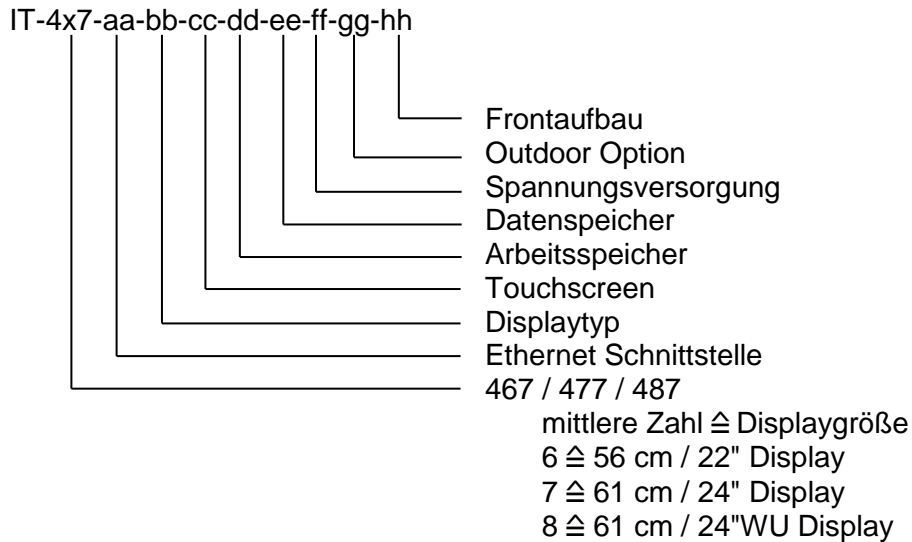 IT-4x7-aa-bb-cc-dd-ee-ff-gg-hh
Frontaufbau
Outdoor Option
Spannungsversorgung
Datenspeicher
Arbeitsspeicher
Touchscreen
Displaytyp
Ethernet Schnittstelle
467 / 477 / 487
mittlere Zahl ≙ Displaygröße
6 ≙ 56 cm / 22" Display
7 ≙ 61 cm / 24" Display
8 ≙ 61 cm / 24"WU Display